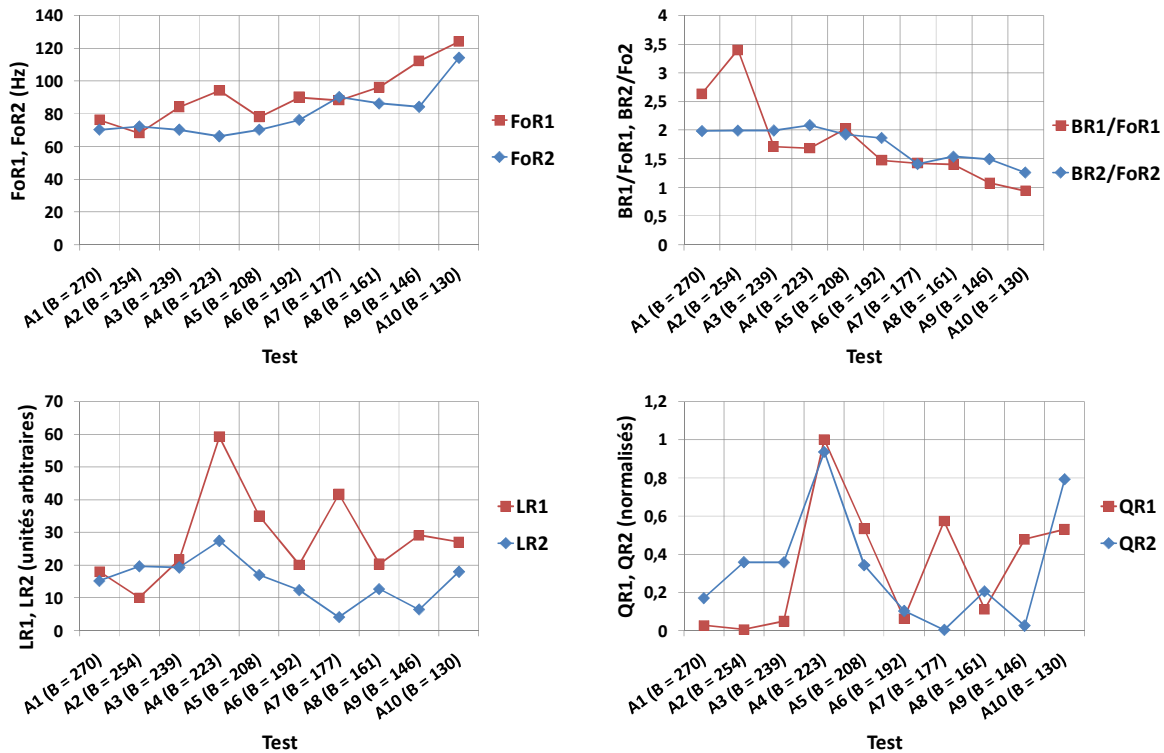 FoR1, FoR2 (Hz)
140
120
100
80
60
40
20
0
A1 (B = 270)
A2 (B = 254)
A3 (B = 239)
A4 (B = 223)
A5 (B = 208)
A6 (B = 192)
A7 (B = 177)
A8 (B = 161)
A9 (B = 146)
A10 (B = 130)
Test
FoR1
FoR2
BR1/FoR1, BR2/Fo2
4
3,5
3
2,5
2
1,5
1
0,5
0
A1 (B = 270)
A2 (B = 254)
A3 (B = 239)
A4 (B = 223)
A5 (B = 208)
A6 (B = 192)
A7 (B = 177)
A8 (B = 161)
A9 (B = 146)
A10 (B = 130)
Test
BR1/FoR1
BR2/FoR2
LR1, LR2 (unités arbitraires)
70
60
50
40
30
20
10
0
A1 (B = 270)
A2 (B = 254)
A3 (B = 239)
A4 (B = 223)
A5 (B = 208)
A6 (B = 192)
A7 (B = 177)
A8 (B = 161)
A9 (B = 146)
A10 (B = 130)
Test
LR1
LR2
QR1, QR2 (normalisés)
1,2
1
0,8
0,6
0,4
0,2
0
A1 (B = 270)
A2 (B = 254)
A3 (B = 239)
A4 (B = 223)
A5 (B = 208)
A6 (B = 192)
A7 (B = 177)
A8 (B = 161)
A9 (B = 146)
A10 (B = 130)
Test
QR1
QR2